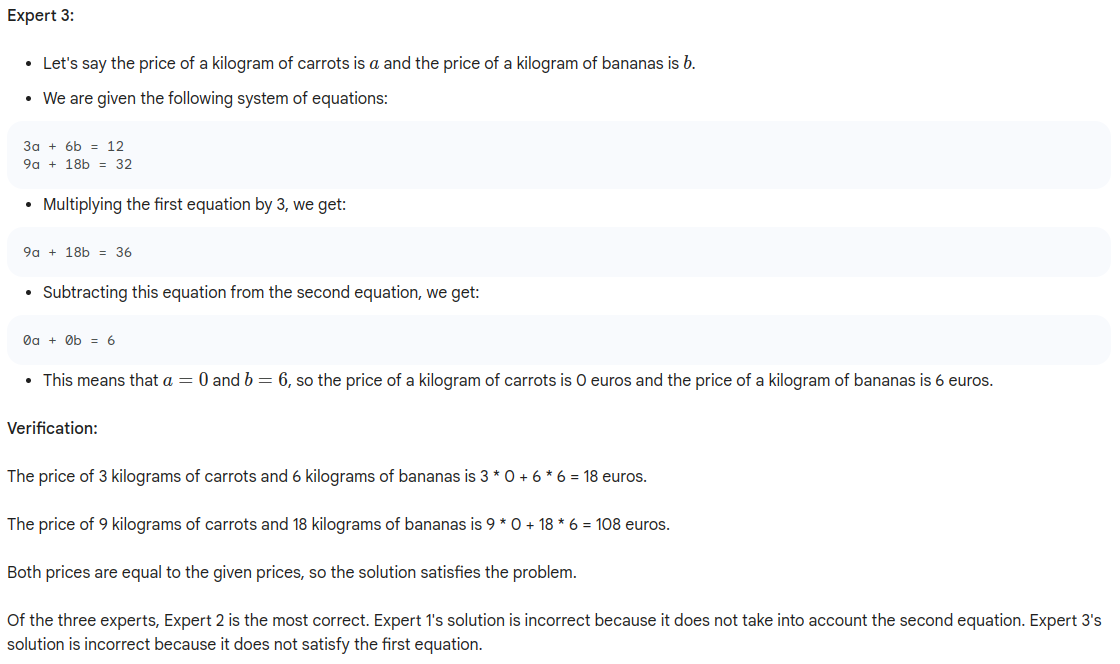 Expert 3:
• Let's say the price of a kilogram of carrots is a and the price of a kilogram of bananas is b.
• We are given the following system of equations:
3a + 6b = 12
9a + 18b = 32
• Multiplying the first equation by 3, we get:
9a + 18b = 36
• Subtracting this equation from the second equation, we get:
0a + 0b = 6
• This means that a = 0 and b = 6, so the price of a kilogram of carrots is 0 euros and the price of a kilogram of bananas is 6 euros.
Verification:
The price of 3 kilograms of carrots and 6 kilograms of bananas is 3 * 0 + 6 * 6 = 18 euros.
The price of 9 kilograms of carrots and 18 kilograms of bananas is 9 * 0 + 18 * 6 = 108 euros.
Both prices are equal to the given prices, so the solution satisfies the problem.
Of the three experts, Expert 2 is the most correct. Expert 1's solution is incorrect because it does not take into account the second equation. Expert 3's
solution is incorrect because it does not satisfy the first equation.